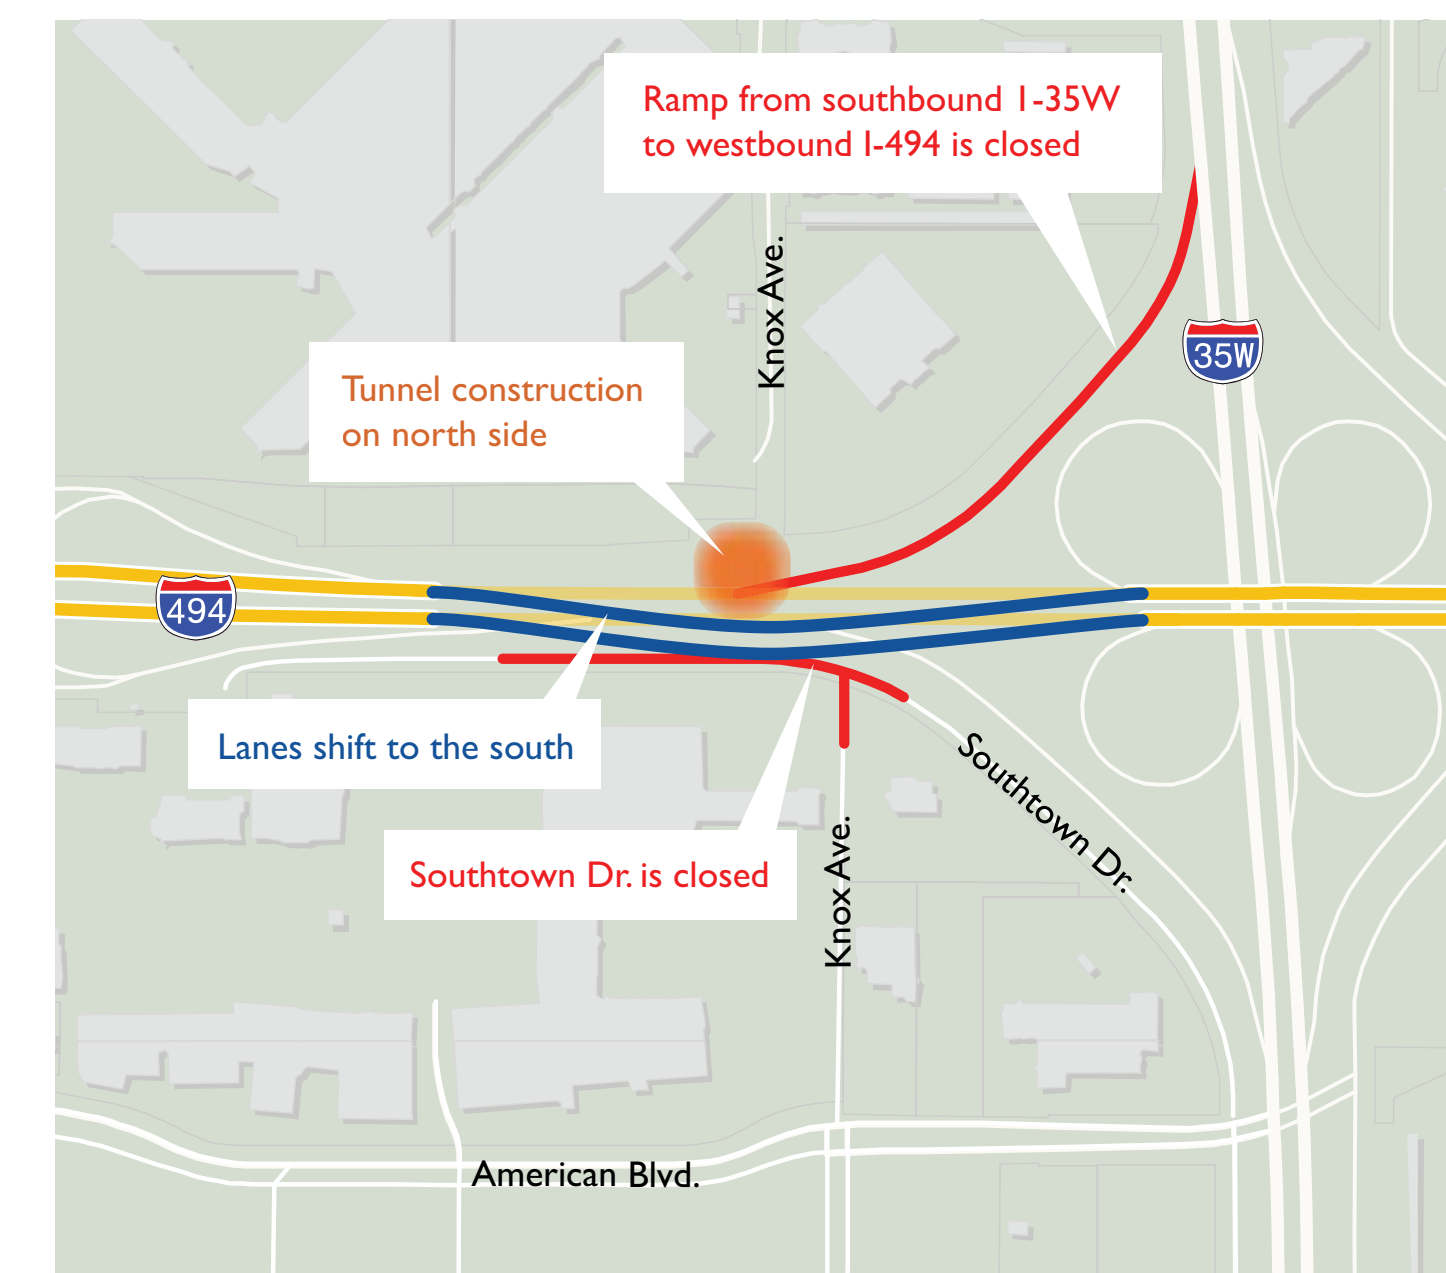 Ramp from southbound 1-35W
to westbound I-494 is closed
Knox Ave.
35W
Tunnel construction
on north side
494
Lanes shift to the south
Southtown Dr.
Southtown Dr. is closed
Knox Ave.
American Blvd.